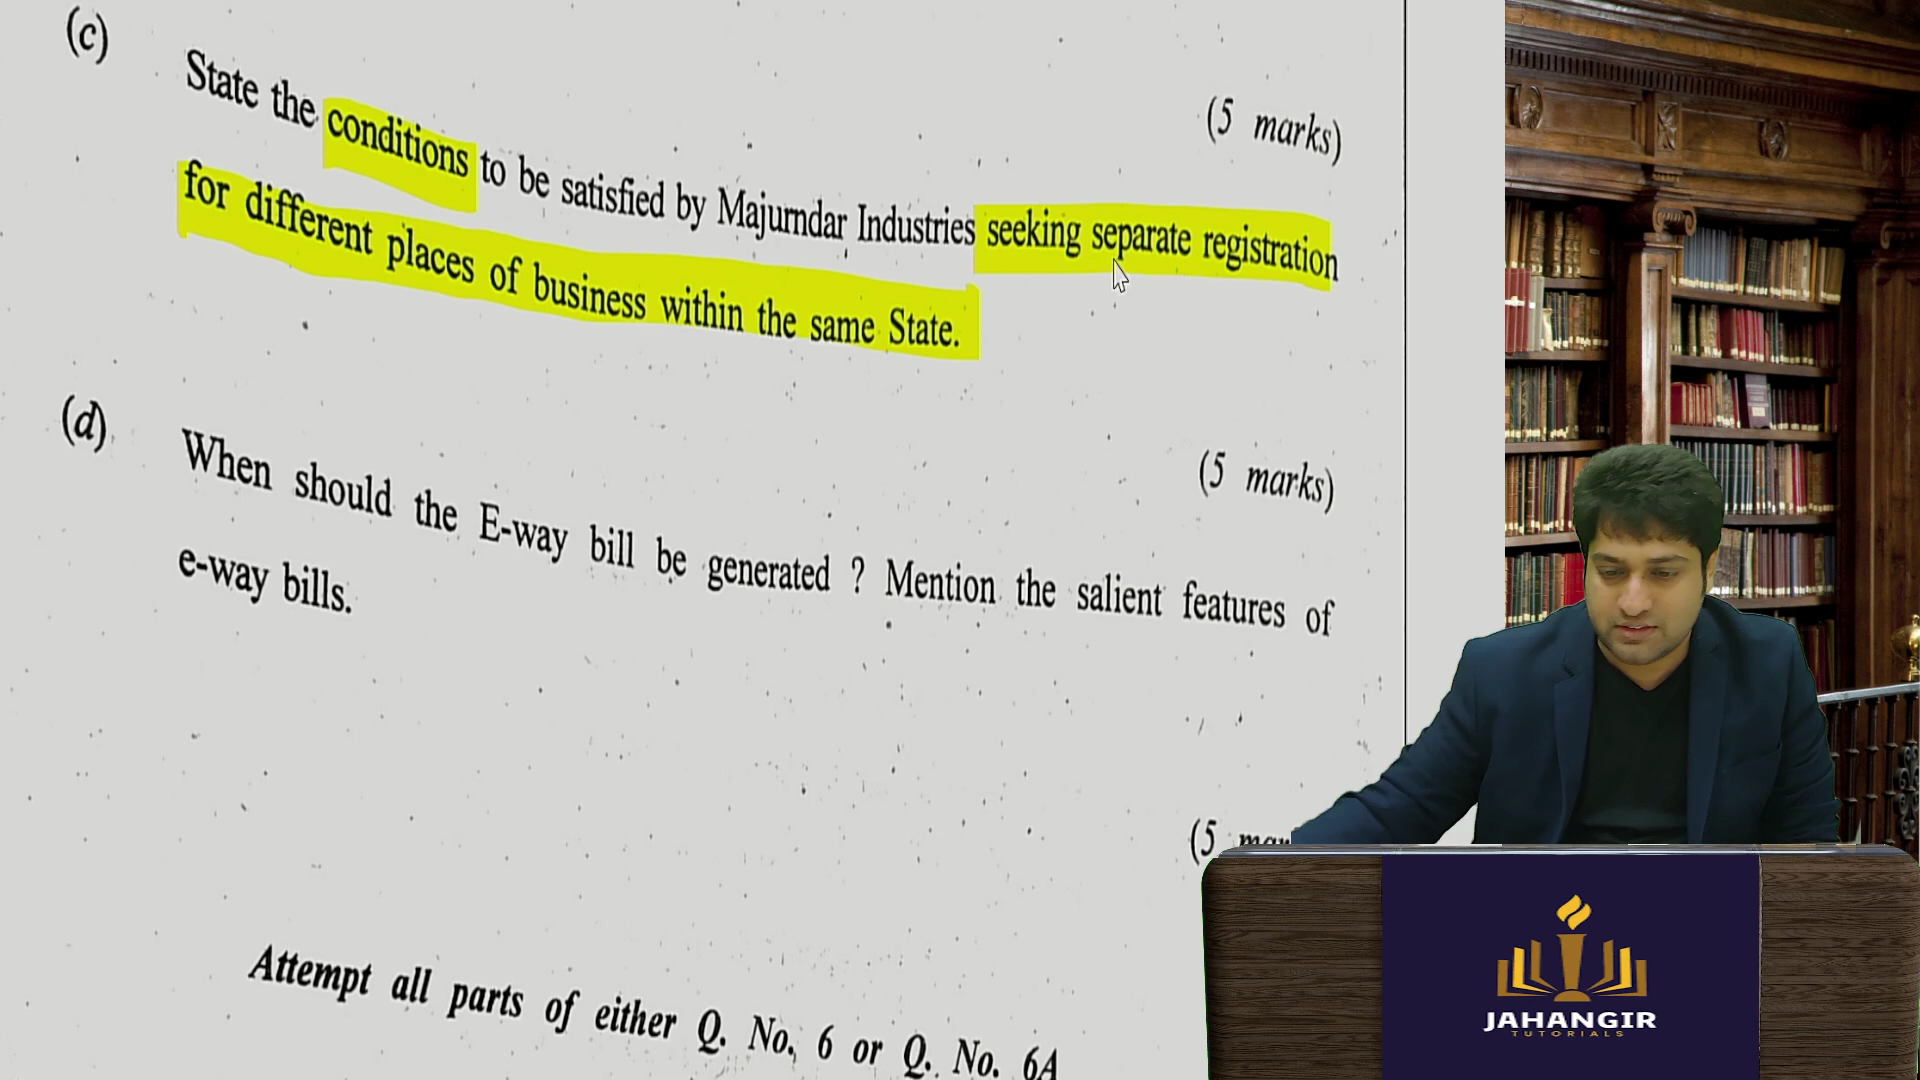 (c)
(5 marks)
State the conditions to be satisfied by Majurndar Industries seeking separate registration
for different places of business within the same State.
(5 marks)
(d)
When should the E-way bill be generated ? Mention the salient features of
e-way bills.
(5
Attempt all parts of either Q. No. 6 or Q. No. 6A
JAHANGIR
TUTORIALS